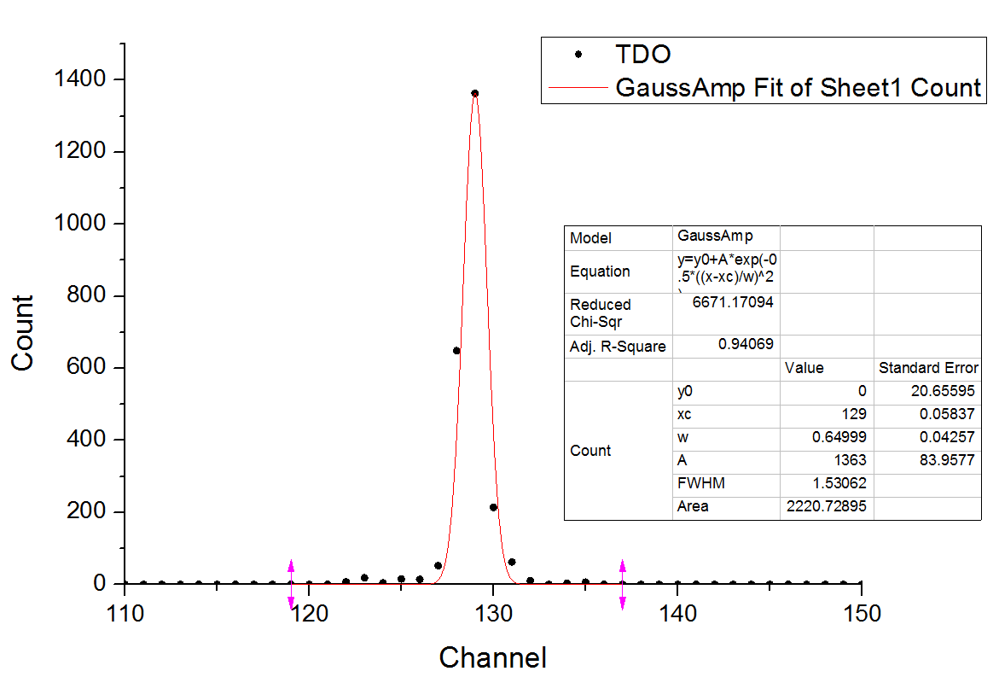 TDO
GaussAmp Fit of Sheet1 Count
1400
1200
1000
800
600
400
200
0
110
120
130
140
150
Count
Channel
Model GaussAmp
Equation y=y0+A*exp(-0
.5*((x-xc)/w)^2
)
Reduced 6671.17094
Chi-Sqr
Adj. R-Square 0.94069
Value Standard Error
Count
y0 0 20.65595
xc 129 0.05837
w 0.64999 0.04257
A 1363 83.9577
FWHM 1.53062
Area 2220.72895